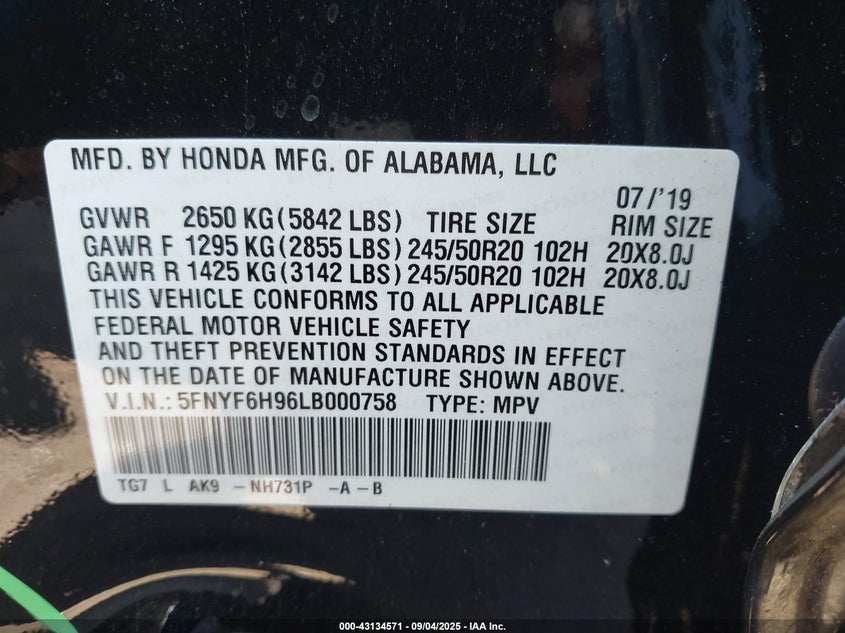 MFD. BY HONDA MFG. OF ALABAMA, LLC
07/'19
GVWR 2650 KG(5842 LBS) TIRE SIZE RIM SIZE
GAWR F 1295 KG(2855 LBS) 245/50R20 102H 20X8.0J
GAWR R 1425 KG(3142 LBS) 245/50R20 102H 20X8.0J
THIS VEHICLE CONFORMS TO ALL APPLICABLE
FEDERAL MOTOR VEHICLE SAFETY
AND THEFT PREVENTION STANDARDS IN EFFECT
ON THE DATE OF MANUFACTURE SHOWN ABOVE.
V.I.N.: 5FNYF6H96LB000758 TYPE: MPV
TG7 L AK9 -NH731P -A-B
000-43134571 - 09/04/2025 - IAA Inc.